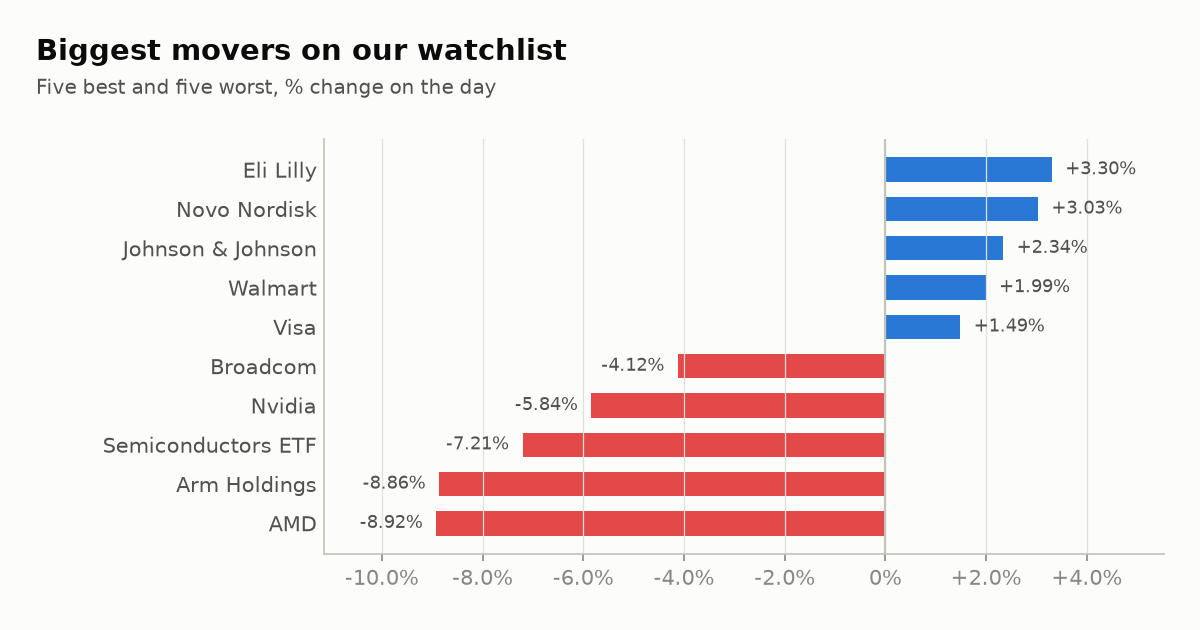 Biggest movers on our watchlist
Five best and five worst, % change on the day
Eli Lilly +3.30%
Novo Nordisk +3.03%
Johnson & Johnson +2.34%
Walmart +1.99%
Visa +1.49%
Broadcom -4.12%
Nvidia -5.84%
Semiconductors ETF -7.21%
Arm Holdings -8.86%
AMD -8.92%
-10.0% -8.0% -6.0% -4.0% -2.0% 0% +2.0% +4.0%